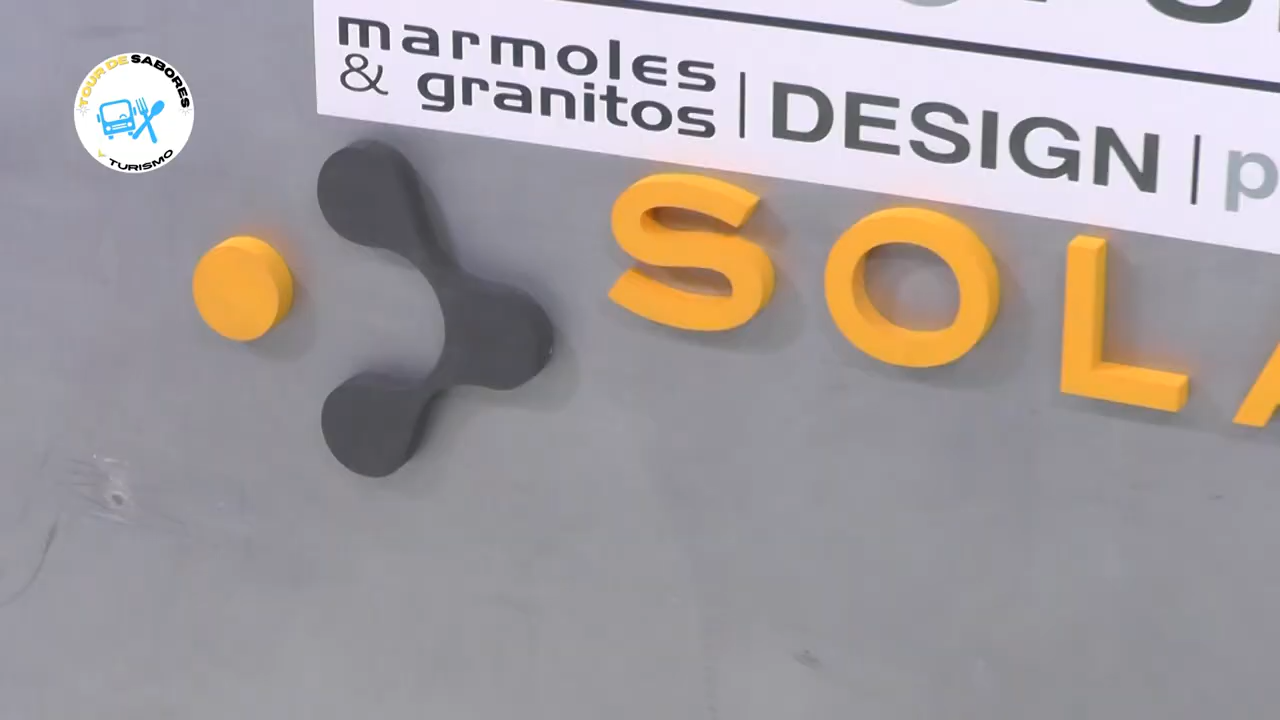 TOUR DE SABORES
Y TURISMO
marmoles
& granitos
DESIGN
SOL